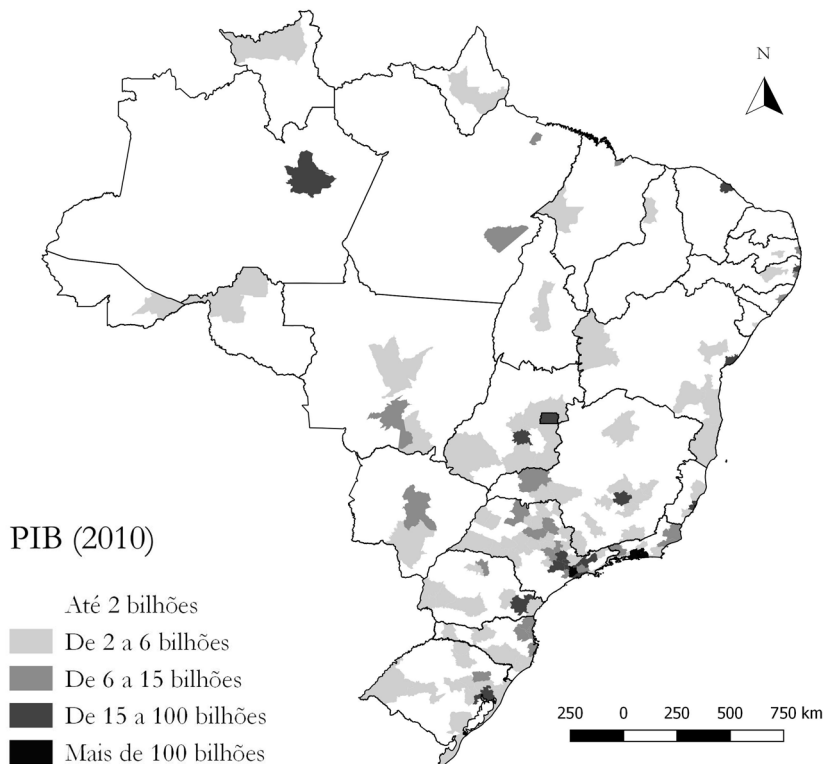 N
PIB (2010)
Até 2 bilhões
De 2 a 6 bilhões
De 6 a 15 bilhões
De 15 a 100 bilhões
Mais de 100 bilhões
250 0 250 500 750 km